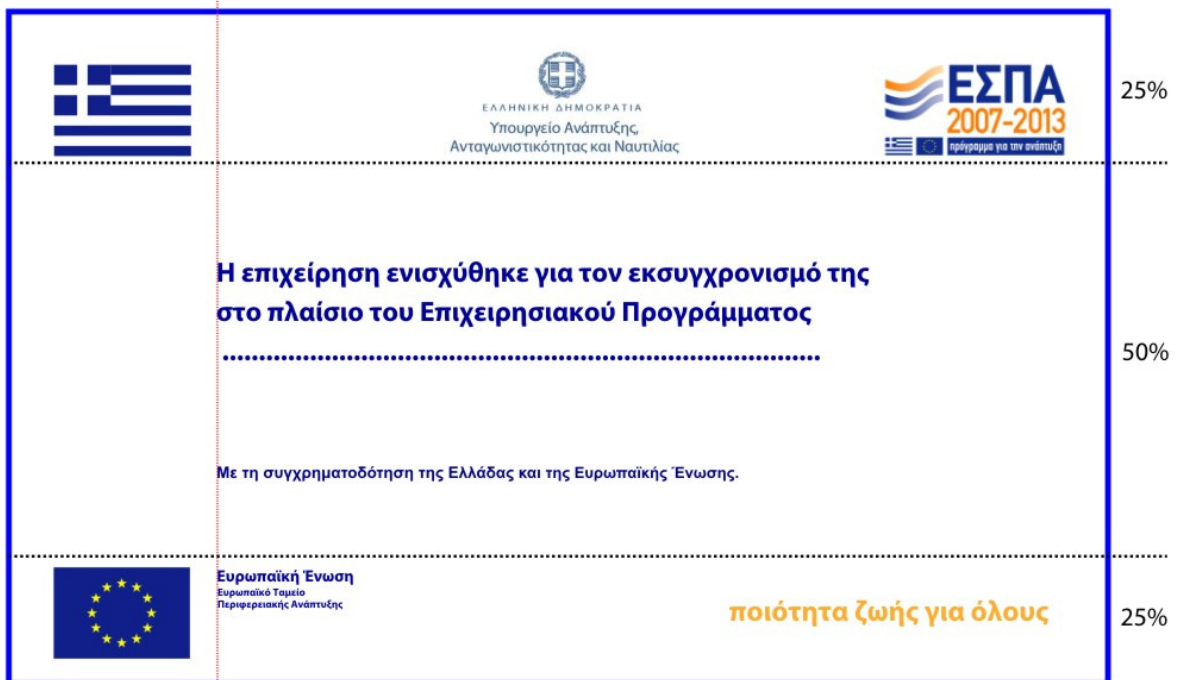 ΕΛΛΗΝΙΚΗ ΔΗΜΟΚΡΑΤΙΑ
Υπουργείο Ανάπτυξης,
Ανταγωνιστικότητας και Ναυτιλίας
ΕΣΠΑ
2007-2013
πρόγραμμα για την ανάπτυξη
25%
Η επιχείρηση ενισχύθηκε για τον εκσυγχρονισμό της
στο πλαίσιο του Επιχειρησιακού Προγράμματος
..................................................................................
50%
Με τη συγχρηματοδότηση της Ελλάδας και της Ευρωπαϊκής Ένωσης.
Ευρωπαϊκή Ένωση
Ευρωπαϊκό Ταμείο
Περιφερειακής Ανάπτυξης
ποιότητα ζωής για όλους
25%